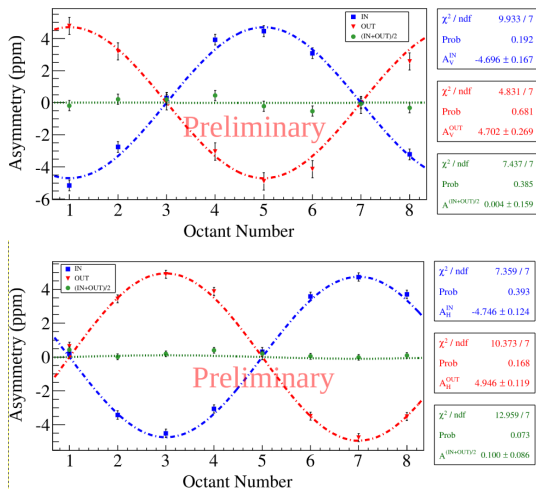 Asymmetry (ppm)
4
2
0
-2
-4
-6
IN
OUT
(IN+OUT)/2
Preliminary
1 2 3 4 5 6 7 8
Octant Number
χ² / ndf 9.933 / 7
Prob 0.192
A_V^IN -4.696 ± 0.167
χ² / ndf 4.831 / 7
Prob 0.681
A_V^OUT 4.702 ± 0.269
χ² / ndf 7.437 / 7
Prob 0.385
A^(IN+OUT)/2 0.004 ± 0.159
Asymmetry (ppm)
4
2
0
-2
-4
IN
OUT
(IN+OUT)/2
Preliminary
1 2 3 4 5 6 7 8
Octant Number
χ² / ndf 7.359 / 7
Prob 0.393
A_H^IN -4.746 ± 0.124
χ² / ndf 10.373 / 7
Prob 0.168
A_H^OUT 4.946 ± 0.119
χ² / ndf 12.959 / 7
Prob 0.073
A^(IN+OUT)/2 0.100 ± 0.086